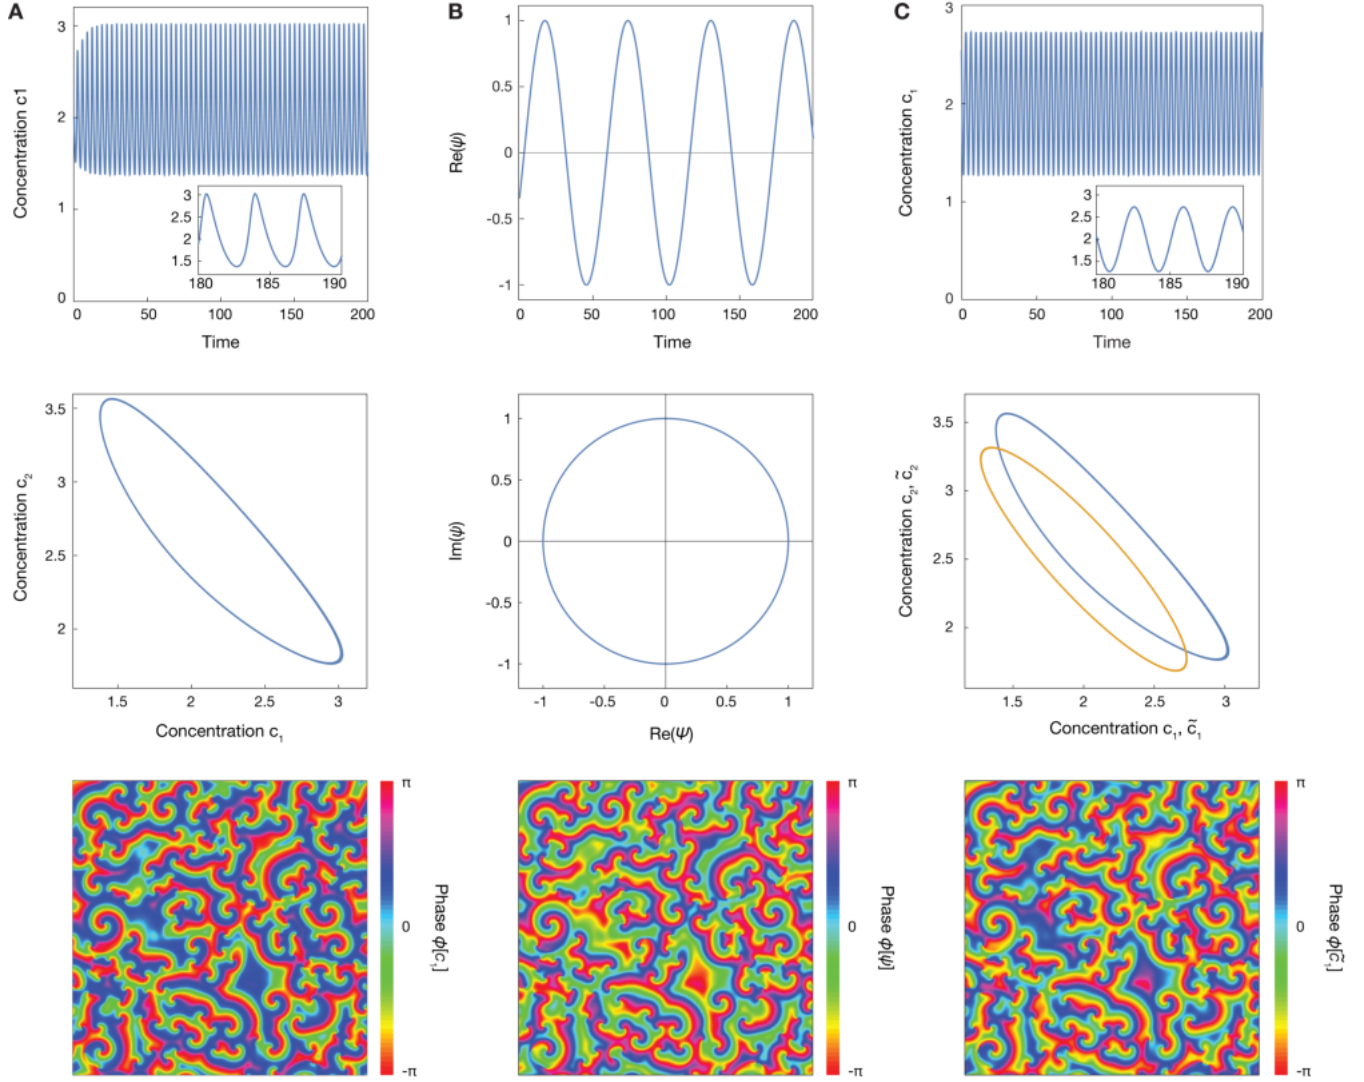 A
Concentration c1
3
2
1
0
3
2.5
2
1.5
180
185
190
0
50
100
150
200
Time
B
Re(ψ)
1
0.5
0
-0.5
-1
0
50
100
150
200
Time
C
Concentration c₁
3
2
1
0
3
2.5
2
1.5
180
185
190
0
50
100
150
200
Time
Concentration c₂
3.5
3
2.5
2
1.5
2
2.5
3
Concentration c₁
Im(ψ)
1
0.5
0
-0.5
-1
-1
-0.5
0
0.5
1
Re(Ψ)
Concentration c₂, c̃₂
3.5
3
2.5
2
1.5
2
2.5
3
Concentration c₁, c̃₁
π
0
-π
Phase ϕ[c₁]
π
0
-π
Phase ϕ[ψ]
π
0
-π
Phase ϕ[c̃₁]